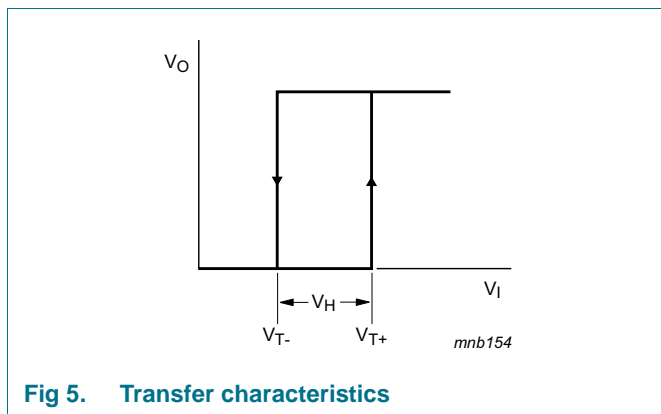 VO
VI
VH
VT-
VT+
mnb154
Fig 5. Transfer characteristics